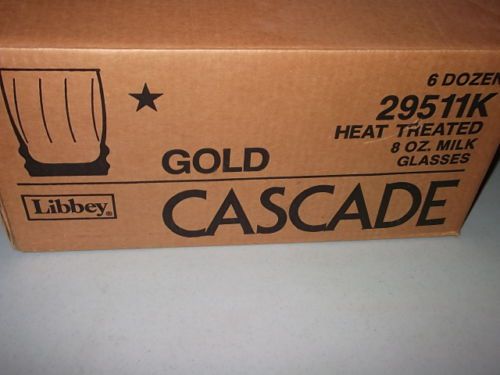 6 DOZEN
29511K
HEAT TREATED
8 OZ. MILK
GLASSES
GOLD
Libbey®
CASCADE